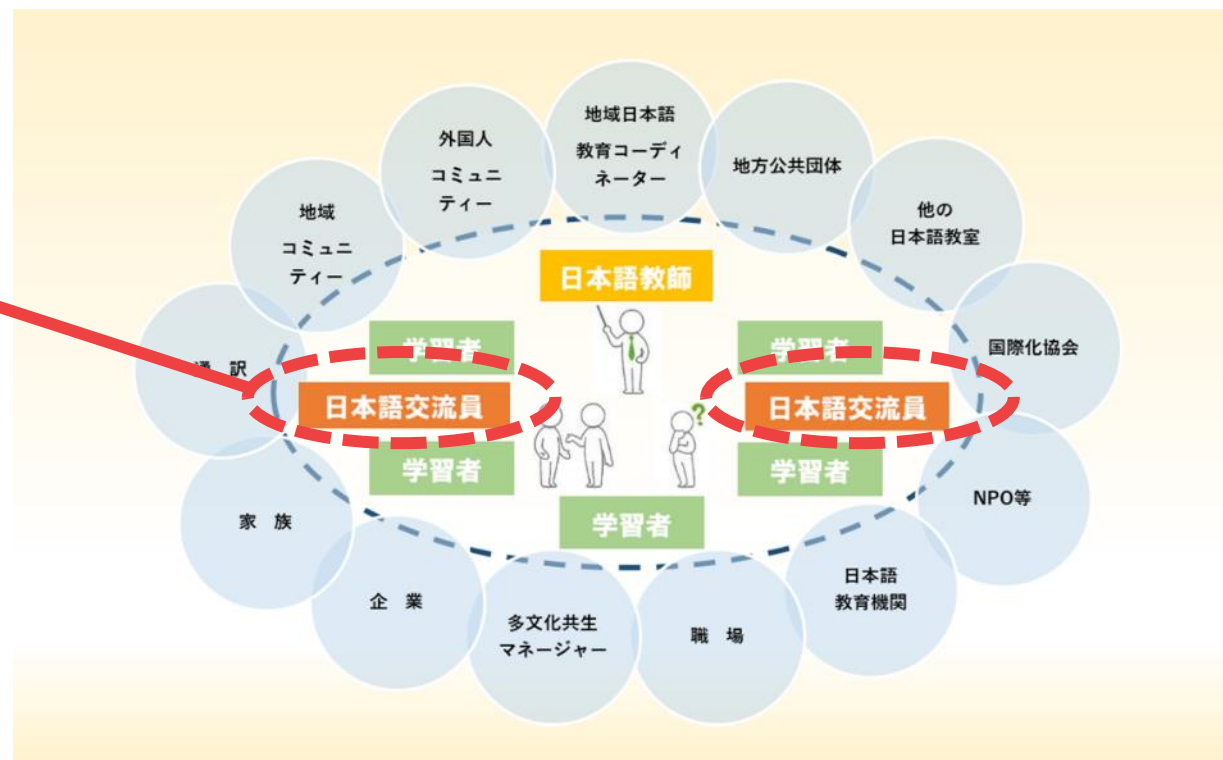 地域日本語
教育コーディ
ネーター
外国人
コミュニ
ティー
地方公共団体
地域
コミュニ
ティー
他の
日本語教室
日本語教師
通 訳
学習者
学習者
国際化協会
日本語交流員
日本語交流員
?
学習者
学習者
NPO等
家 族
学習者
日本語
教育機関
企 業
多文化共生
マネージャー
職 場